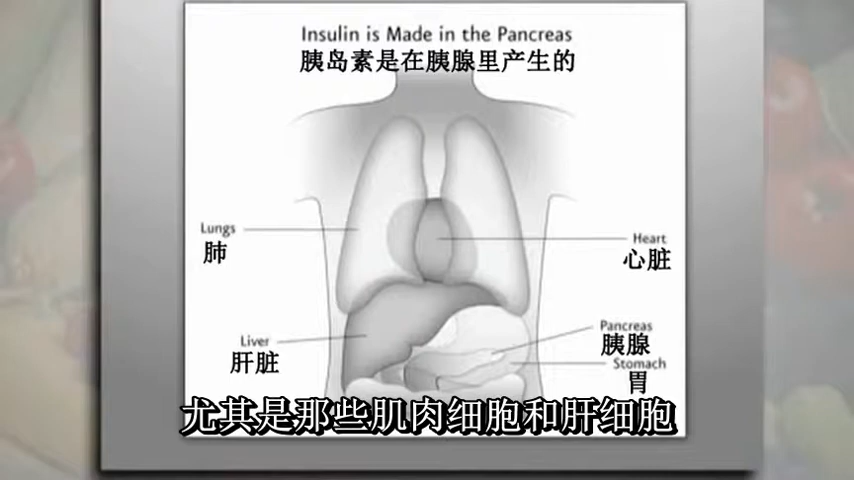 Insulin is Made in the Pancreas
胰岛素是在胰腺里产生的
Lungs
肺
Heart
心脏
Liver
肝脏
Pancreas
胰腺
Stomach
胃
尤其是那些肌肉细胞和肝细胞